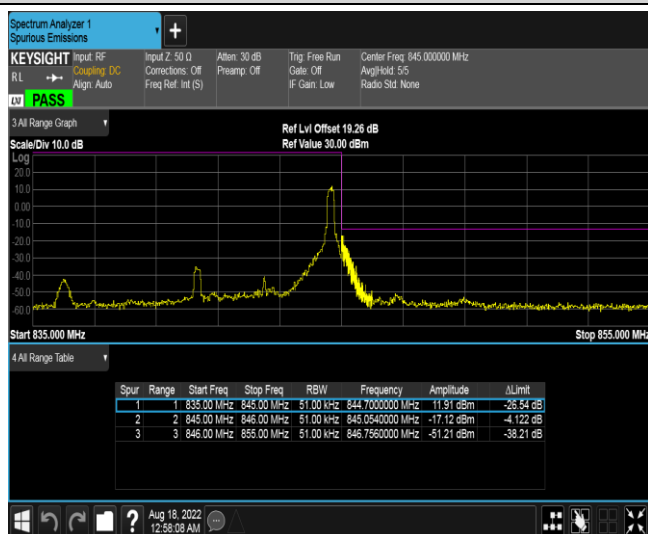 Spectrum Analyzer 1
Spurious Emissions
+
KEYSIGHT Input: RF Input Z: 50 Ω Atten: 30 dB Trig: Free Run Center Freq: 845.000000 MHz
RL Coupling: DC Corrections: Off Preamp: Off Gate: Off Avg|Hold: 5/5
Align: Auto Freq Ref: Int (S) IF Gain: Low Radio Std: None
LXI PASS
3 All Range Graph
Ref Lvl Offset 19.26 dB
Scale/Div 10.0 dB Ref Value 30.00 dBm
Log
20.0
10.0
0.00
-10.0
-20.0
-30.0
-40.0
-50.0
-60.0
Start 835.000 MHz Stop 855.000 MHz
4 All Range Table
Spur Range Start Freq Stop Freq RBW Frequency Amplitude ΔLimit
1 1 835.00 MHz 845.00 MHz 51.00 kHz 844.7000000 MHz 11.91 dBm -26.54 dB
2 2 845.00 MHz 846.00 MHz 51.00 kHz 845.0540000 MHz -17.12 dBm -4.122 dB
3 3 846.00 MHz 855.00 MHz 51.00 kHz 846.7560000 MHz -51.21 dBm -38.21 dB
? Aug 18, 2022
12:58:08 AM